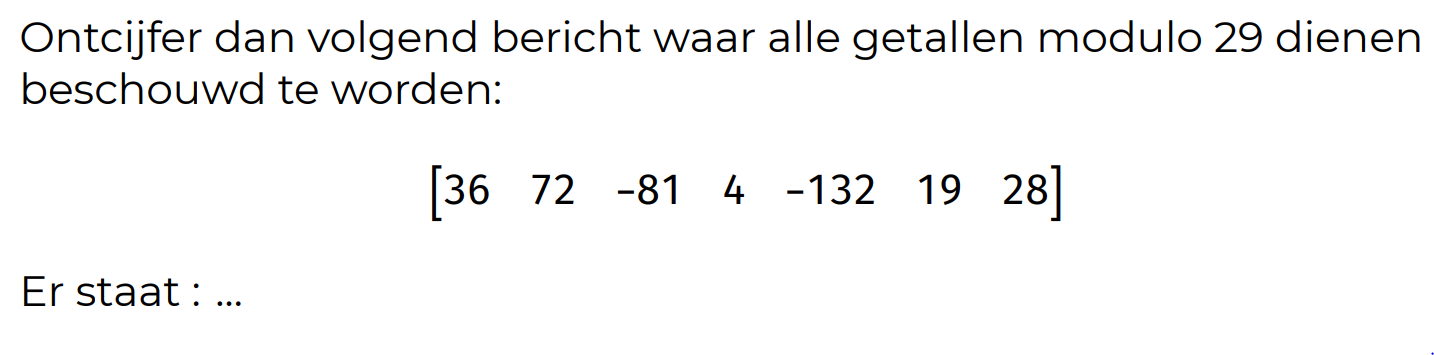 Ontcijfer dan volgend bericht waar alle getallen modulo 29 dienen
beschouwd te worden:
[36 72 -81 4 -132 19 28]
Er staat : ...